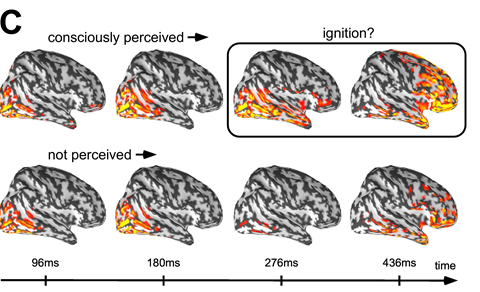 C
consciously perceived
ignition?
not perceived
96ms 180ms 276ms 436ms time